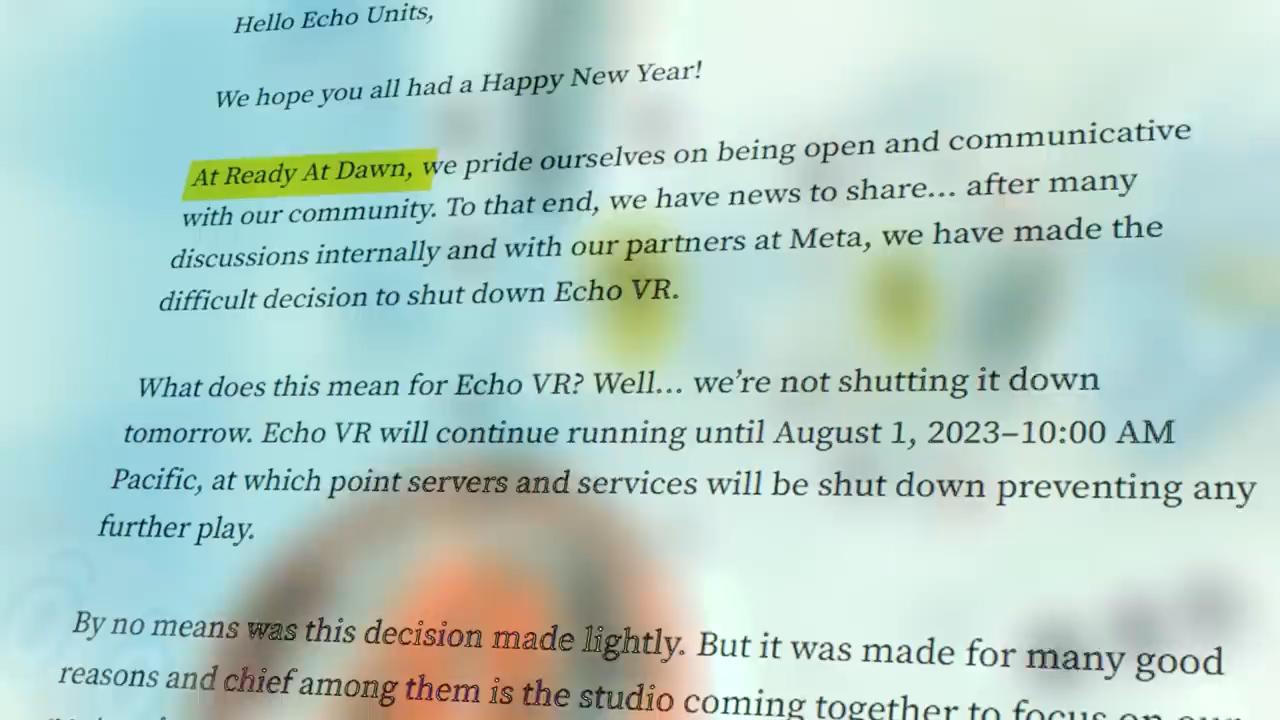 Hello Echo Units,
We hope you all had a Happy New Year!
At Ready At Dawn, we pride ourselves on being open and communicative
with our community. To that end, we have news to share… after many
discussions internally and with our partners at Meta, we have made the
difficult decision to shut down Echo VR.
What does this mean for Echo VR? Well… we’re not shutting it down
tomorrow. Echo VR will continue running until August 1, 2023–10:00 AM
Pacific, at which point servers and services will be shut down preventing any
further play.
By no means was this decision made lightly. But it was made for many good
reasons and chief among them is the studio coming together to focus on our